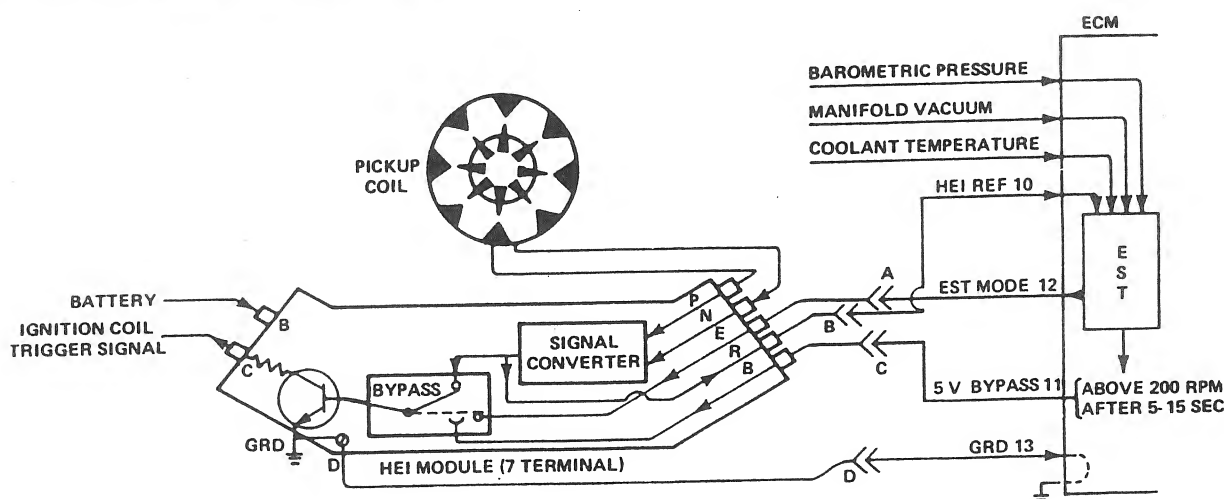 ECM
BAROMETRIC PRESSURE
MANIFOLD VACUUM
COOLANT TEMPERATURE
HEI REF 10
PICKUP
COIL
EST
A
EST MODE 12
B
C
5 V BYPASS 11
ABOVE 200 RPM
AFTER 5-15 SEC
BATTERY
B
IGNITION COIL
TRIGGER SIGNAL
C
P
N
E
R
B
SIGNAL
CONVERTER
BYPASS
GRD
D
HEI MODULE (7 TERMINAL)
D
GRD 13